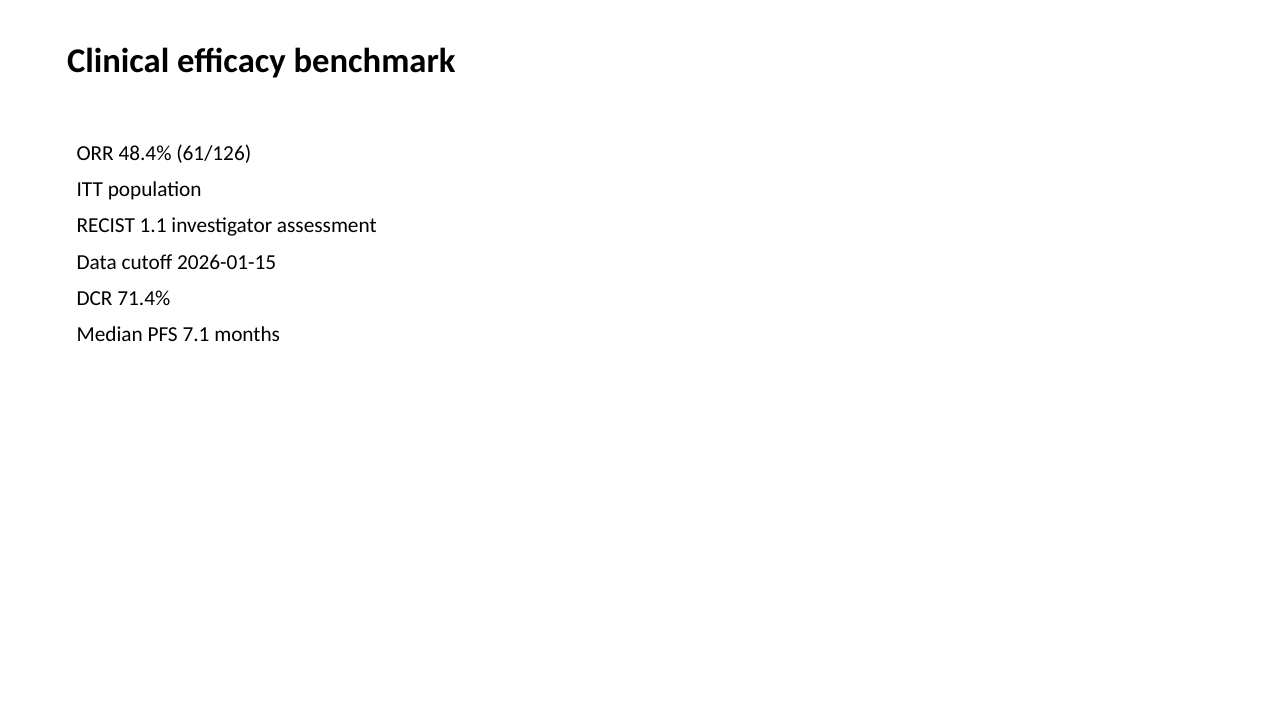 Clinical efficacy benchmark
ORR 48.4% (61/126)
ITT population
RECIST 1.1 investigator assessment
Data cutoff 2026-01-15
DCR 71.4%
Median PFS 7.1 months